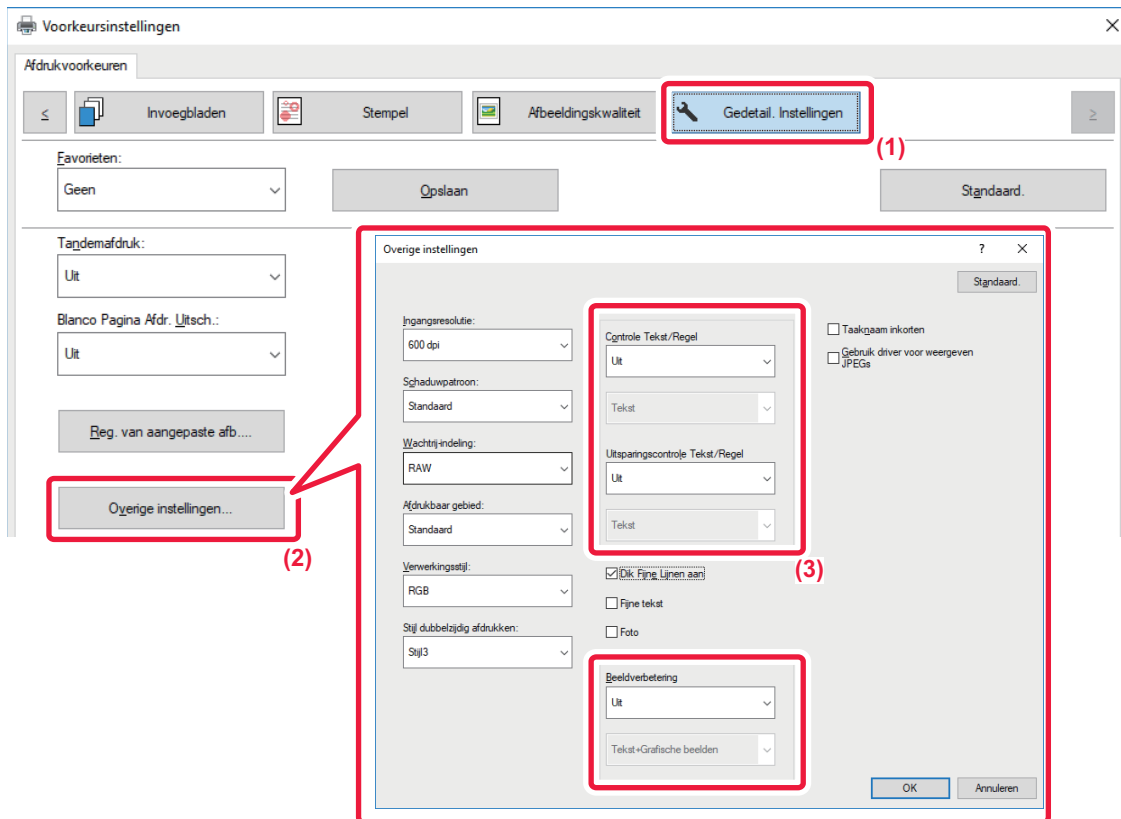 Voorkeursinstellingen
Afdrukvoorkeuren
<
Invoegbladen
Stempel
Afbeeldingskwaliteit
Gedetail. Instellingen
>
(1)
Favorieten:
Geen
Opslaan
Standaard.
Tandemafdruk:
Uit
Blanco Pagina Afdr. Uitsch.:
Uit
Reg. van aangepaste afb....
Overige instellingen...
(2)
Overige instellingen
?
Standaard.
Ingangsresolutie:
600 dpi
Schaduwpatroon:
Standaard
Wachtrij-indeling:
RAW
Afdrukbaar gebied:
Standaard
Verwerkingsstijl:
RGB
Stijl dubbelzijdig afdrukken:
Stijl3
Controle Tekst/Regel
Uit
Tekst
Uitsparingscontrole Tekst/Regel
Uit
Tekst
(3)
Dik Fijne Lijnen aan
Fijne tekst
Foto
Beeldverbetering
Uit
Tekst+Grafische beelden
Taaknaam inkorten
Gebruik driver voor weergeven
JPEGs
OK
Annuleren